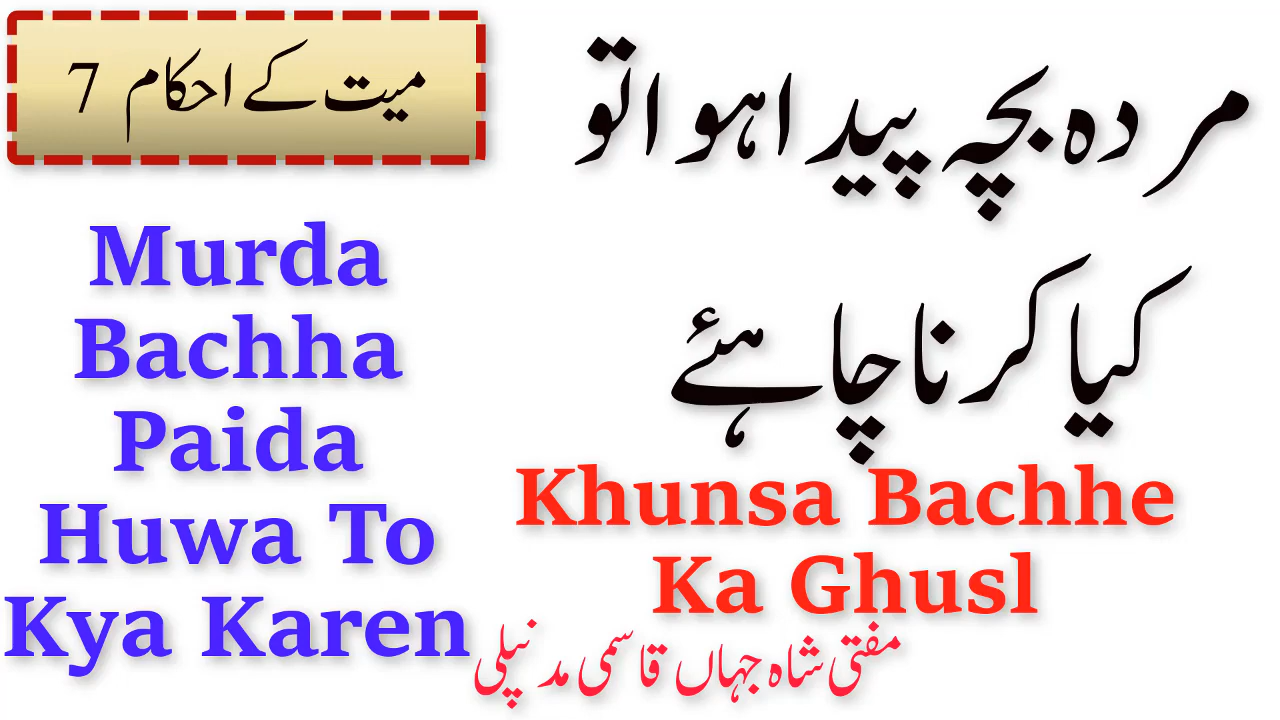 میت کے احکام 7
مردہ بچہ پیدا ہوا تو
کیا کرنا چاہئے
Murda
Bachha
Paida
Huwa To
Kya Karen
Khunsa Bachhe
Ka Ghusl
مفتی شاہ جہاں قاسمی مدنپلی